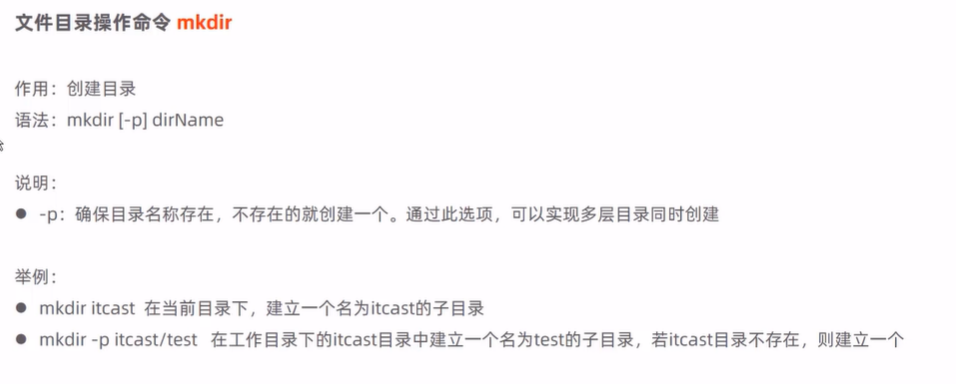 文件目录操作命令 mkdir
作用：创建目录
语法：mkdir [-p] dirName
说明：
● -p：确保目录名称存在，不存在的就创建一个。通过此选项，可以实现多层目录同时创建
举例：
● mkdir itcast 在当前目录下，建立一个名为itcast的子目录
● mkdir -p itcast/test 在工作目录下的itcast目录中建立一个名为test的子目录，若itcast目录不存在，则建立一个